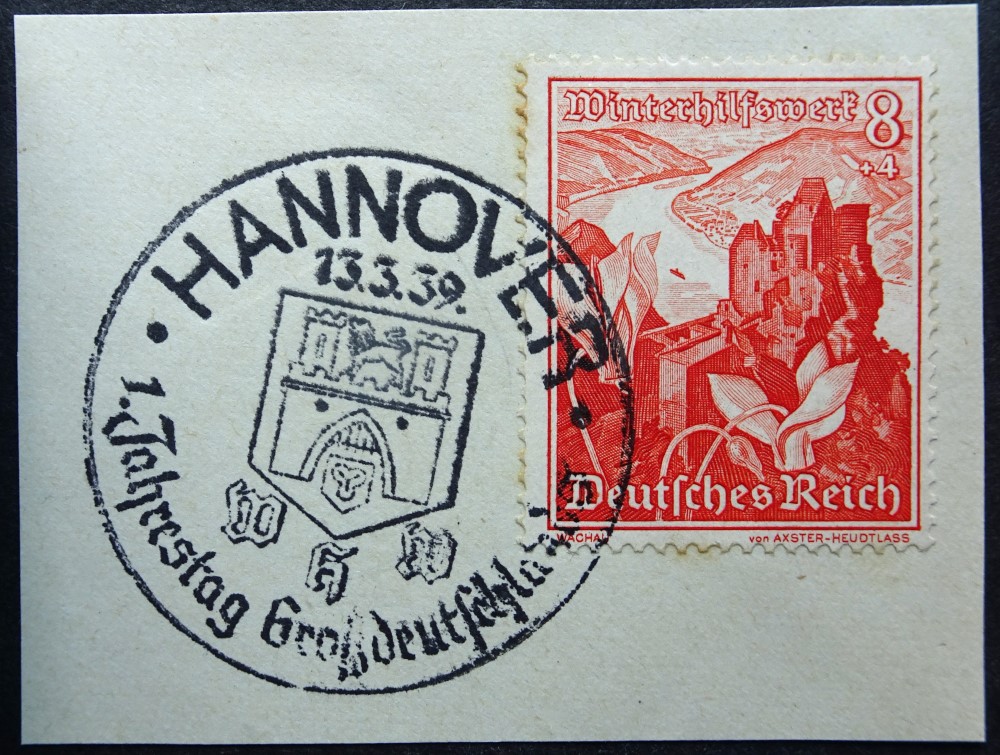 Winterhilfswerk 8
+4
HANNOVER
13.3.39.
W H W
1. Jahrestag Großdeutschlands
Deutsches Reich
WACHAU
von AXSTER-HEUDTLASS